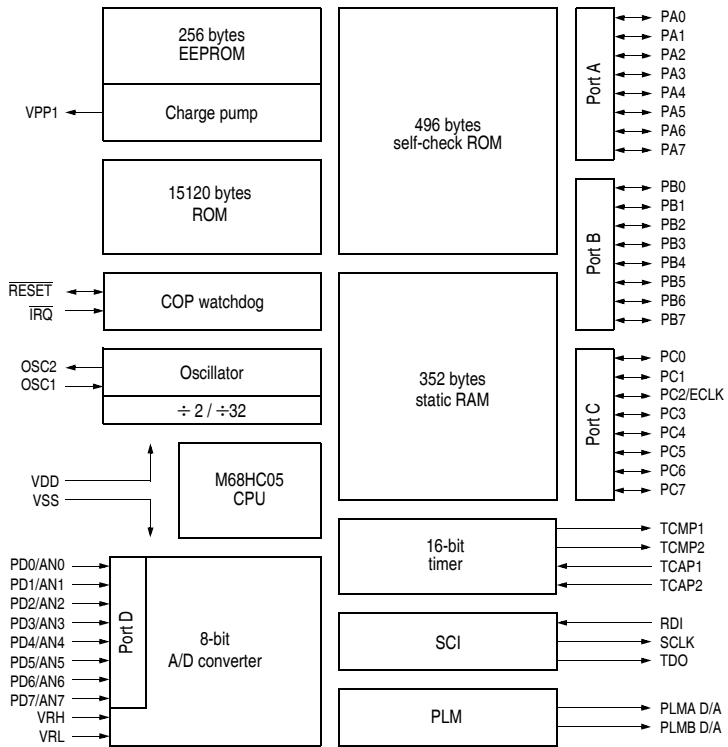 256 bytes
EEPROM
VPP1
Charge pump
15120 bytes
ROM
RESET
IRQ
COP watchdog
OSC2
OSC1
Oscillator
÷ 2 / ÷32
VDD
VSS
M68HC05
CPU
PD0/AN0
PD1/AN1
PD2/AN2
PD3/AN3
PD4/AN4
PD5/AN5
PD6/AN6
PD7/AN7
VRH
VRL
Port D
8-bit
A/D converter
496 bytes
self-check ROM
352 bytes
static RAM
16-bit
timer
SCI
PLM
Port A
PA0
PA1
PA2
PA3
PA4
PA5
PA6
PA7
Port B
PB0
PB1
PB2
PB3
PB4
PB5
PB6
PB7
Port C
PC0
PC1
PC2/ECLK
PC3
PC4
PC5
PC6
PC7
TCMP1
TCMP2
TCAP1
TCAP2
RDI
SCLK
TDO
PLMA D/A
PLMB D/A